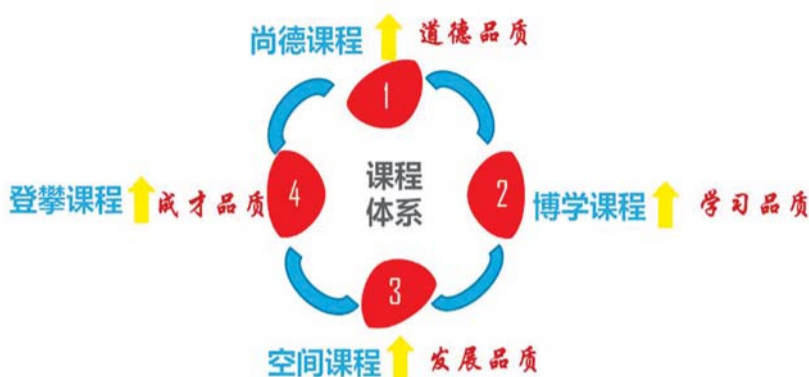 尚德课程 道德品质
1
登攀课程 成才品质 4
课程
体系
2 博学课程 学习品质
3
空间课程 发展品质